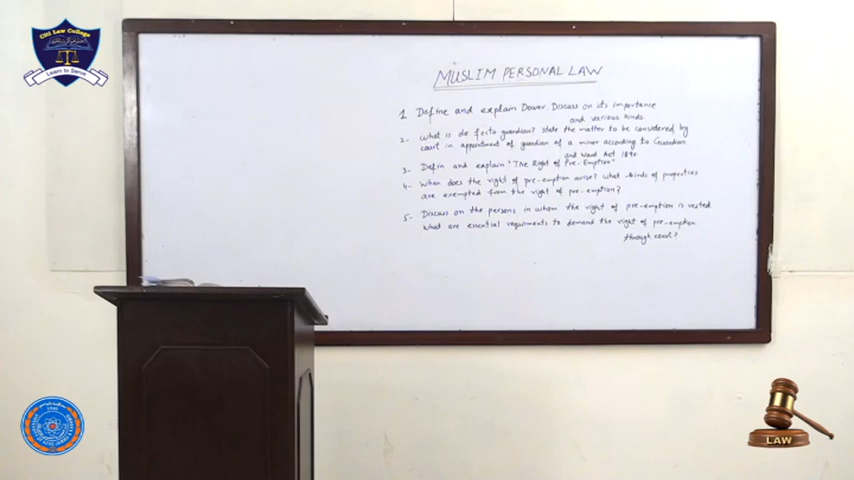 Citi Law College
Learn to Serve
MUSLIM PERSONAL LAW
1 Define and explain Dower Discuss on its importance
and various kinds
2- What is de fecto guardian? State the matter to be considered by
court in appointment of guardian of a minor according to Guardian
and Ward Act 1890
3- Defin and explain "The Right of Pre-Emption"
4- When does the right of pre-emption arise? What kinds of properties
are exempted from the right of pre-emption?
5- Discuss on the persons in whom the right of pre-emption is vested
What are essential requirments to demand the right of pre-emption
through court?
LAW